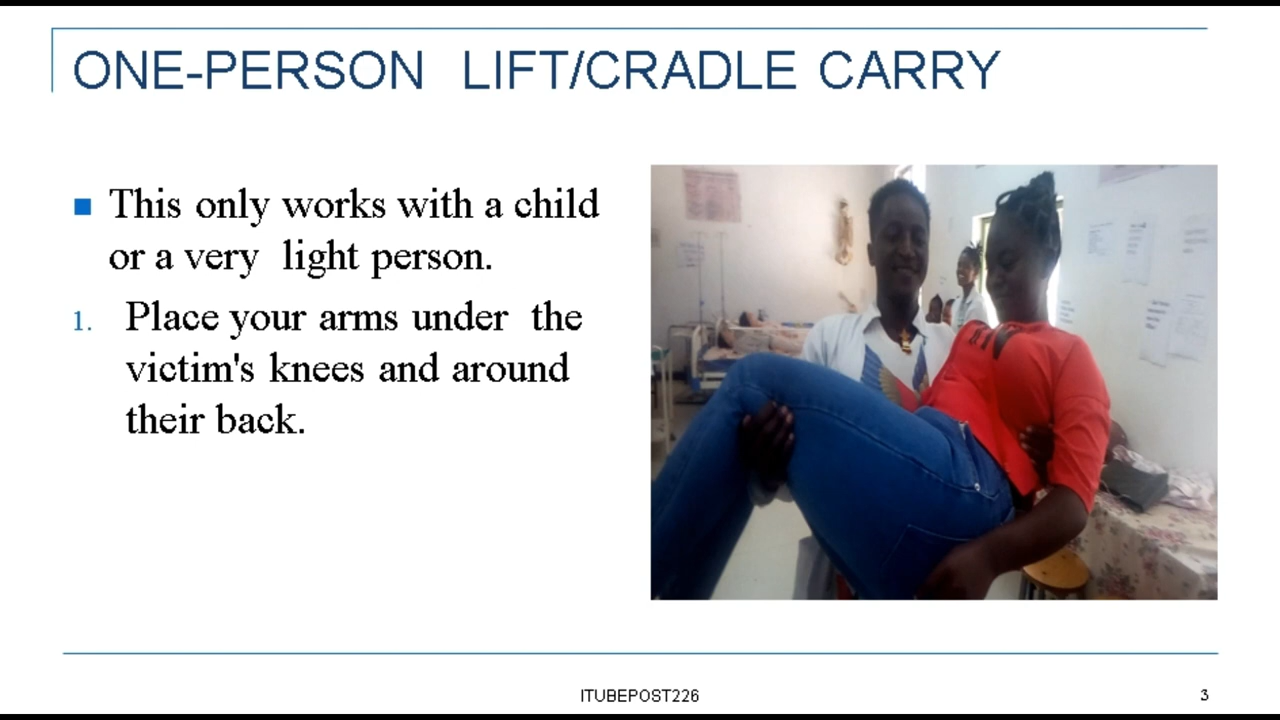 ONE-PERSON LIFT/CRADLE CARRY
■ This only works with a child
or a very light person.
1. Place your arms under the
victim's knees and around
their back.
ITUBEPOST226
3